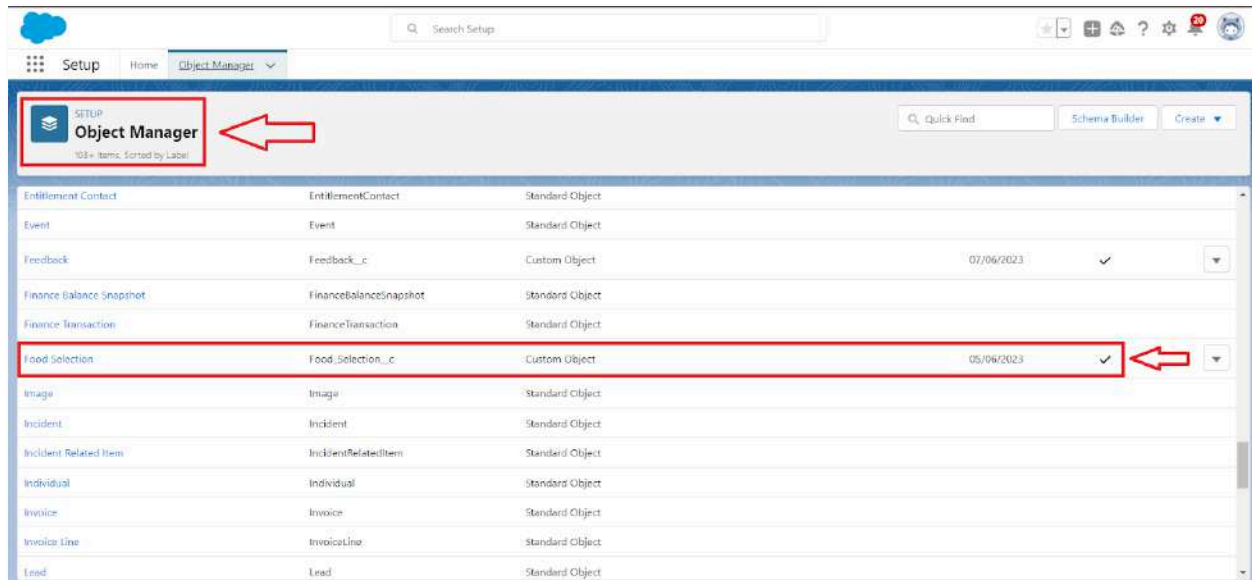 Search Setup
20
Setup Home Object Manager
SETUP
Object Manager
103+ Items, Sorted by Label
Quick Find Schema Builder Create
Entitlement Contact EntitlementContact Standard Object
Event Event Standard Object
Feedback Feedback__c Custom Object 07/06/2023
Finance Balance Snapshot FinanceBalanceSnapshot Standard Object
Finance Transaction FinanceTransaction Standard Object
Food Selection Food_Selection__c Custom Object 05/06/2023
Image Image Standard Object
Incident Incident Standard Object
Incident Related Item IncidentRelatedItem Standard Object
Individual Individual Standard Object
Invoice Invoice Standard Object
Invoice Line InvoiceLine Standard Object
Lead Lead Standard Object